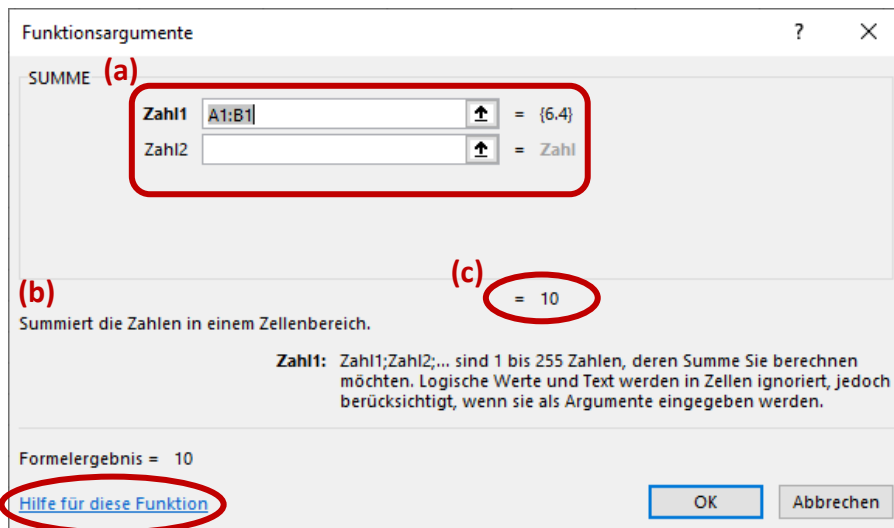 Funktionsargumente ? ×
SUMME (a)
Zahl1 A1:B1 = {6.4}
Zahl2 = Zahl
(c)
= 10
(b)
Summiert die Zahlen in einem Zellenbereich.
Zahl1: Zahl1;Zahl2;... sind 1 bis 255 Zahlen, deren Summe Sie berechnen
möchten. Logische Werte und Text werden in Zellen ignoriert, jedoch
berücksichtigt, wenn sie als Argumente eingegeben werden.
Formelergebnis = 10
Hilfe für diese Funktion OK Abbrechen